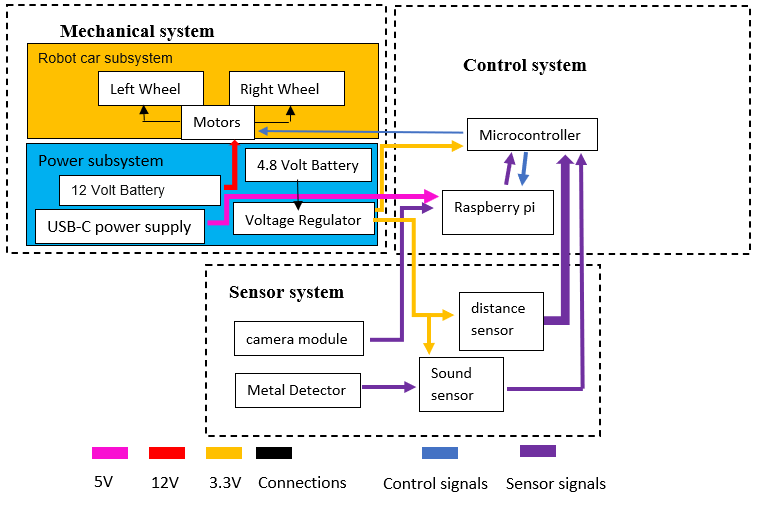 Mechanical system
Robot car subsystem
Left Wheel
Right Wheel
Motors
Power subsystem
4.8 Volt Battery
12 Volt Battery
USB-C power supply
Voltage Regulator
Control system
Microcontroller
Raspberry pi
Sensor system
distance
sensor
camera module
Metal Detector
Sound
sensor
5V
12V
3.3V
Connections
Control signals
Sensor signals